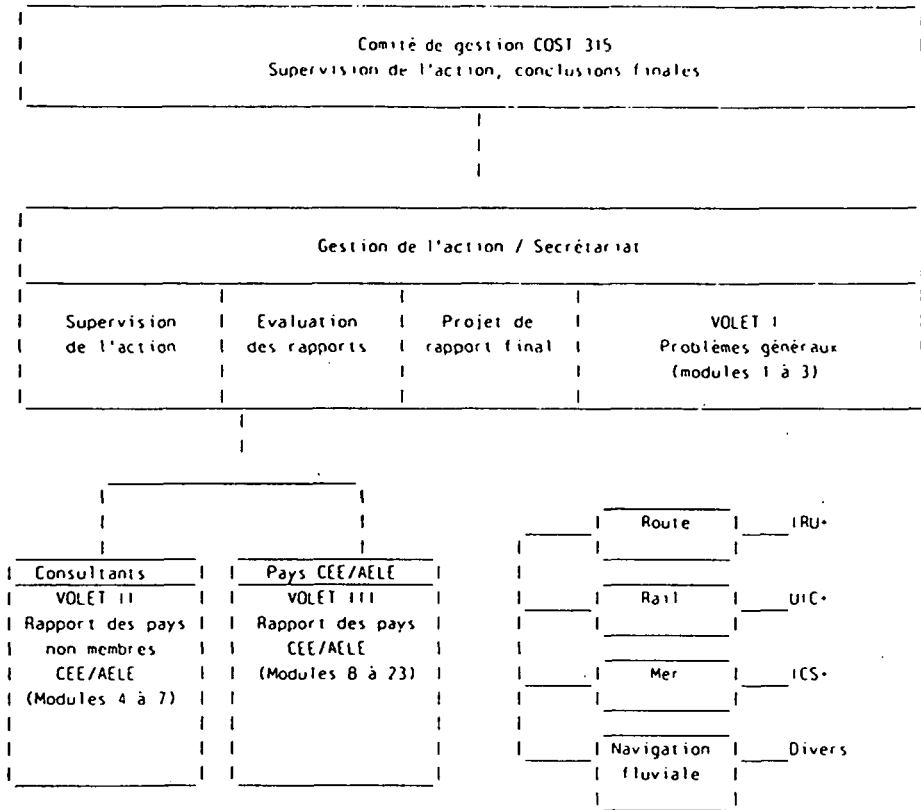 Comité de gestion COST 315
Supervision de l'action, conclusions finales
Gestion de l'action / Secrétariat
Supervision
de l'action
Evaluation
des rapports
Projet de
rapport final
VOLET I
Problèmes généraux
(modules 1 à 3)
Consultants
VOLET II
Rapport des pays
non membres
CEE/AELE
(Modules 4 à 7)
Pays CEE/AELE
VOLET III
Rapport des pays
CEE/AELE
(Modules 8 à 23)
Route
IRU+
Rail
UIC+
Mer
ICS+
Navigation
fluviale
Divers